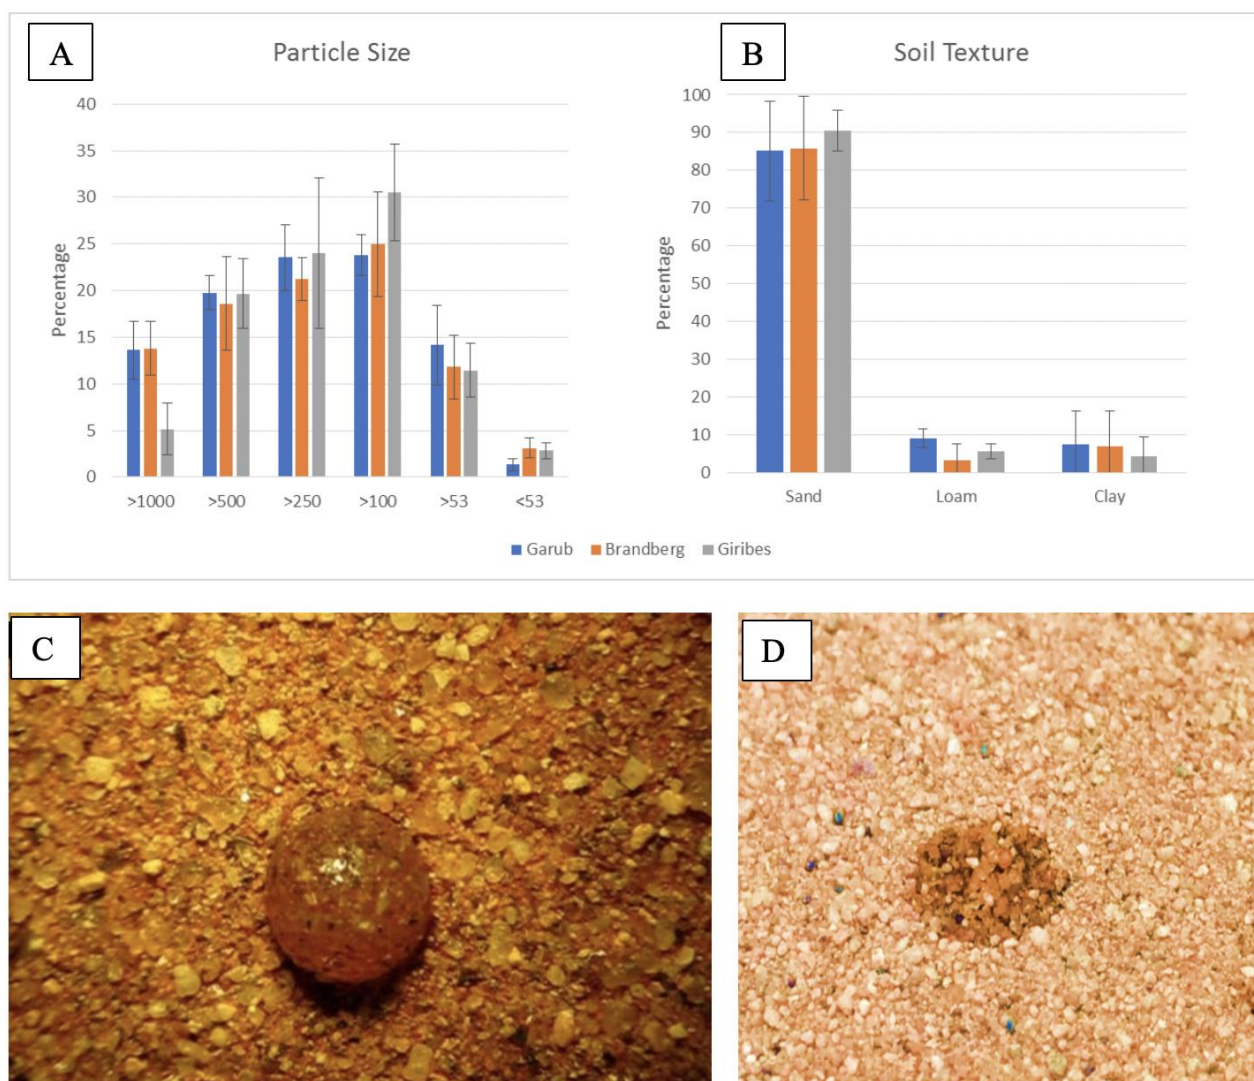 A
Particle Size
40
35
30
25
20
15
10
5
0
Percentage
>1000 >500 >250 >100 >53 <53
B
Soil Texture
100
90
80
70
60
50
40
30
20
10
0
Percentage
Sand Loam Clay
Garub Brandberg Giribes
C
D